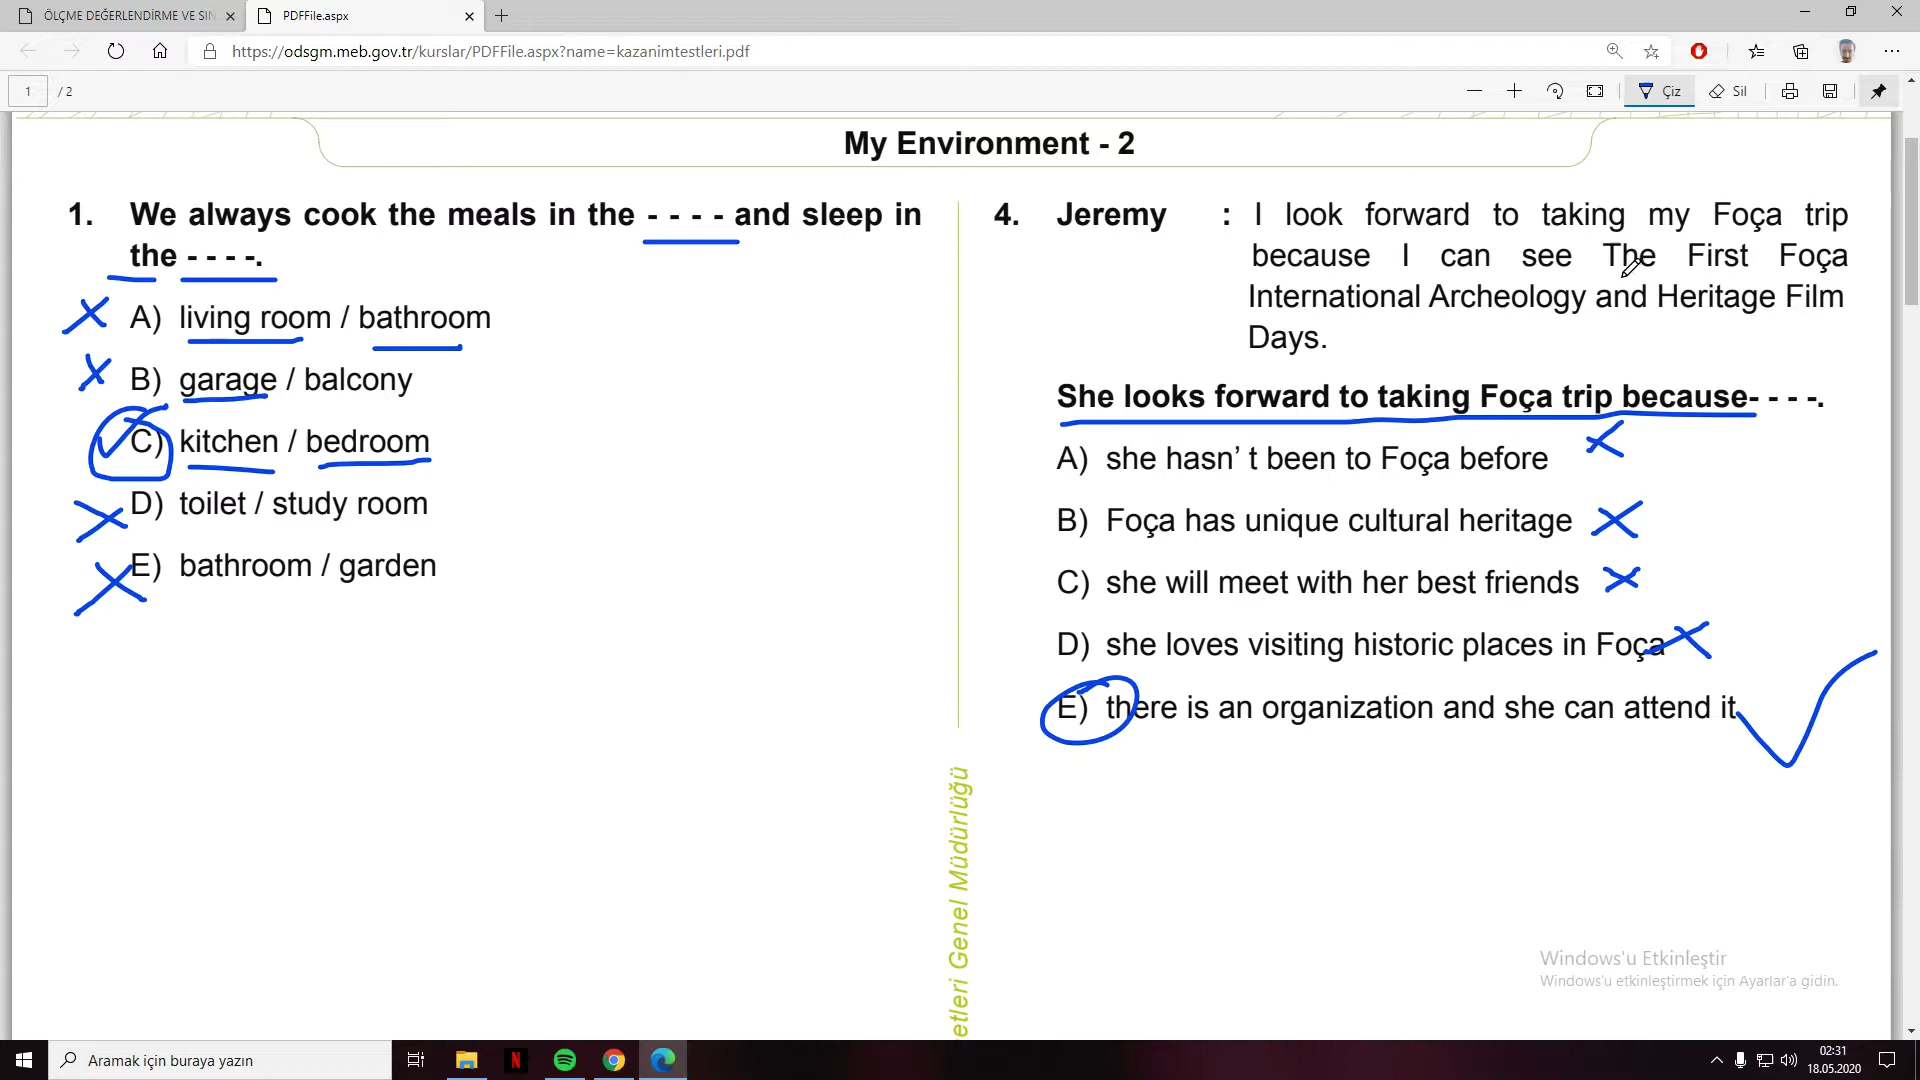 ÖLÇME DEĞERLENDİRME VE SIN
PDFFile.aspx
https://odsgm.meb.gov.tr/kurslar/PDFFile.aspx?name=kazanimtestleri.pdf
1 / 2
Çiz
Sil
My Environment - 2
1. We always cook the meals in the - - - - and sleep in
the - - - -.
A) living room / bathroom
B) garage / balcony
C) kitchen / bedroom
D) toilet / study room
E) bathroom / garden
4. Jeremy : I look forward to taking my Foça trip
because I can see The First Foça
International Archeology and Heritage Film
Days.
She looks forward to taking Foça trip because- - - -.
A) she hasn' t been to Foça before
B) Foça has unique cultural heritage
C) she will meet with her best friends
D) she loves visiting historic places in Foça
E) there is an organization and she can attend it
etleri Genel Müdürlüğü
Windows'u Etkinleştir
Windows'u etkinleştirmek için Ayarlar'a gidin.
Aramak için buraya yazın
02:31
18.05.2020